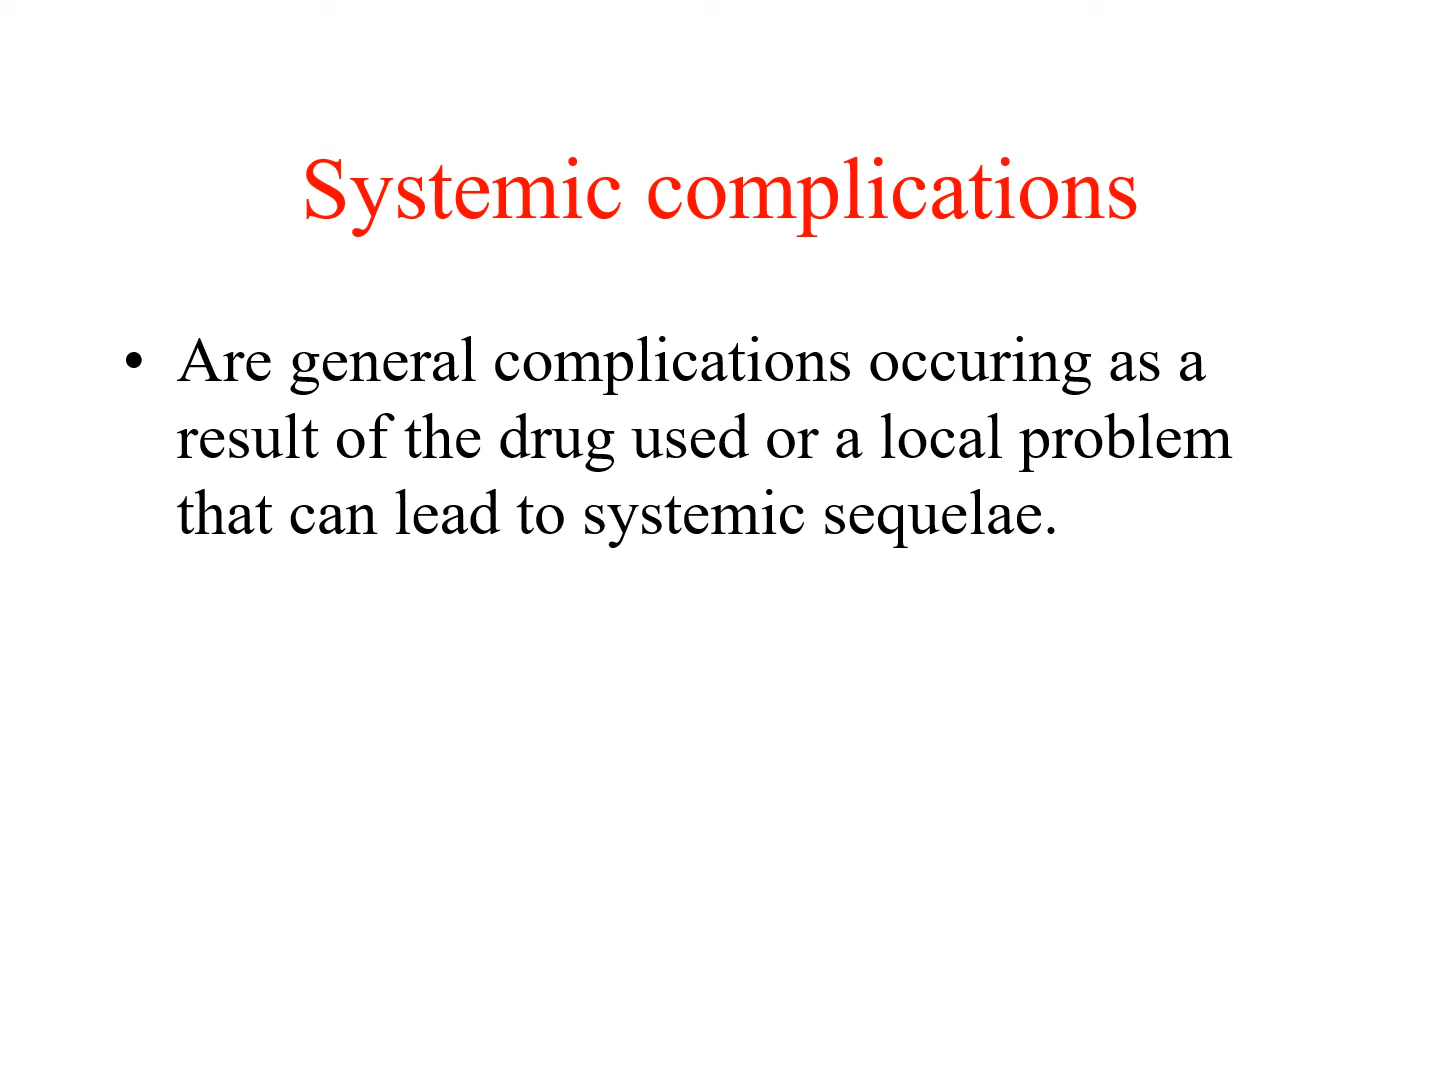 Systemic complications
• Are general complications occuring as a
result of the drug used or a local problem
that can lead to systemic sequelae.